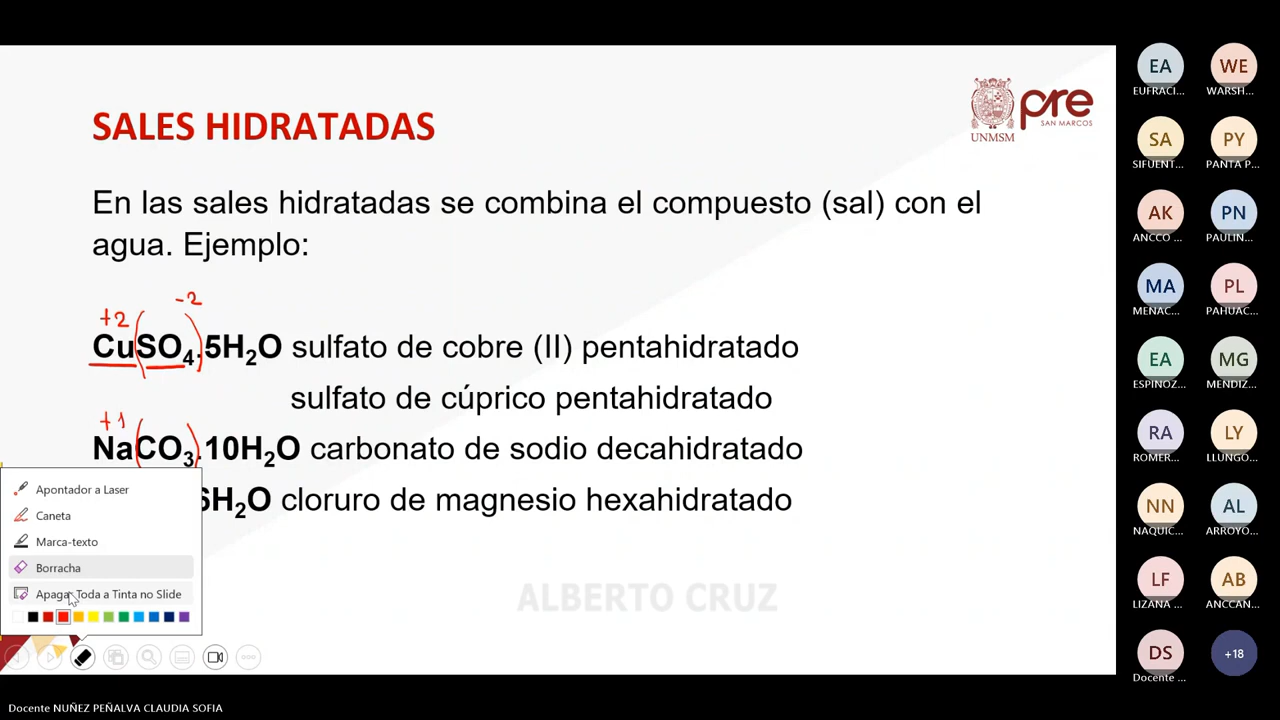 SALES HIDRATADAS
pre
SAN MARCOS
UNMSM
En las sales hidratadas se combina el compuesto (sal) con el
agua. Ejemplo:
+2 -2
CuSO4.5H2O sulfato de cobre (II) pentahidratado
sulfato de cúprico pentahidratado
+1
NaCO3.10H2O carbonato de sodio decahidratado
6H2O cloruro de magnesio hexahidratado
Apontador a Laser
Caneta
Marca-texto
Borracha
Apagar Toda a Tinta no Slide
ALBERTO CRUZ
EA WE
EUFRACI... WARSH...
SA PY
SIFUENT... PANTA P...
AK PN
ANCCO ... PAULIN...
MA PL
MENAC... PAHUAC...
EA MG
ESPINOZ... MENDIZ...
RA LY
ROMER... LLUNGO...
NN AL
NAQUIC... ARROYO...
LF AB
LIZANA ... ANCCAN...
DS +18
Docente ...
Docente NUÑEZ PEÑALVA CLAUDIA SOFIA